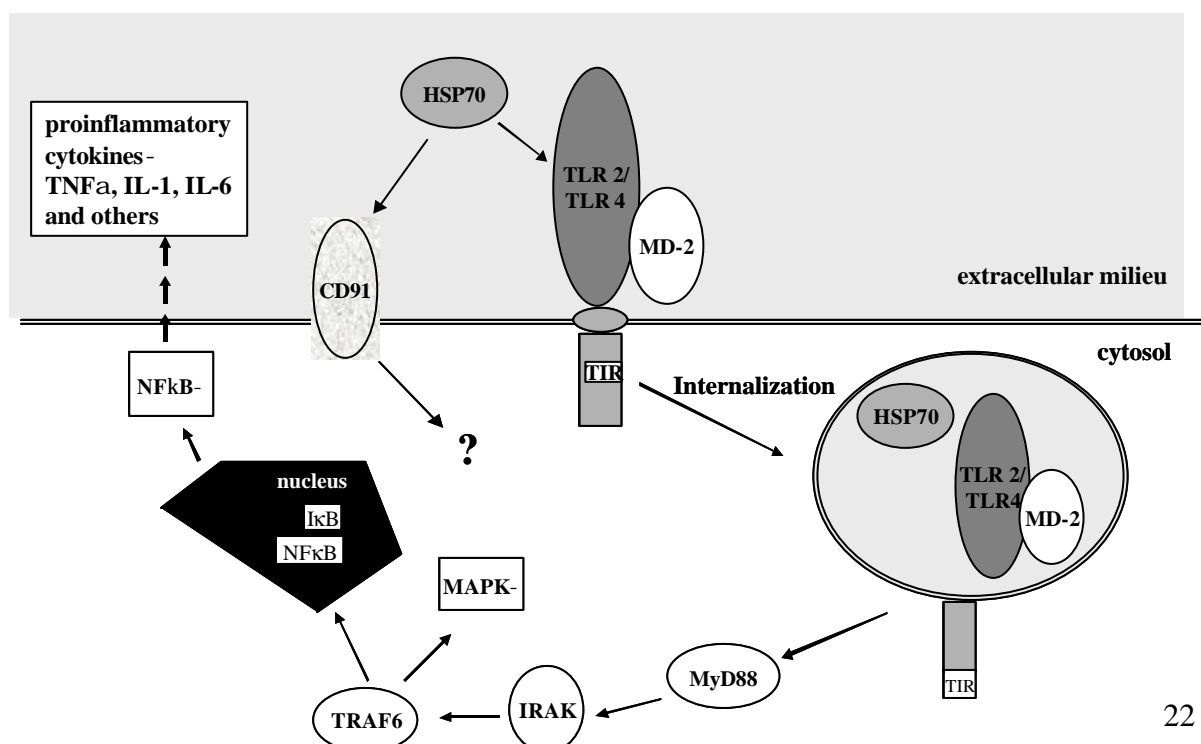 HSP70
proinflammatory
cytokines-
TNFa, IL-1, IL-6
and others
TLR 2/
TLR 4
MD-2
CD91
extracellular milieu
cytosol
TIR
Internalization
NFkB-
?
HSP70
TLR 2/
TLR4
MD-2
nucleus
IκB
NFκB
MAPK-
MyD88
TIR
IRAK
TRAF6
22